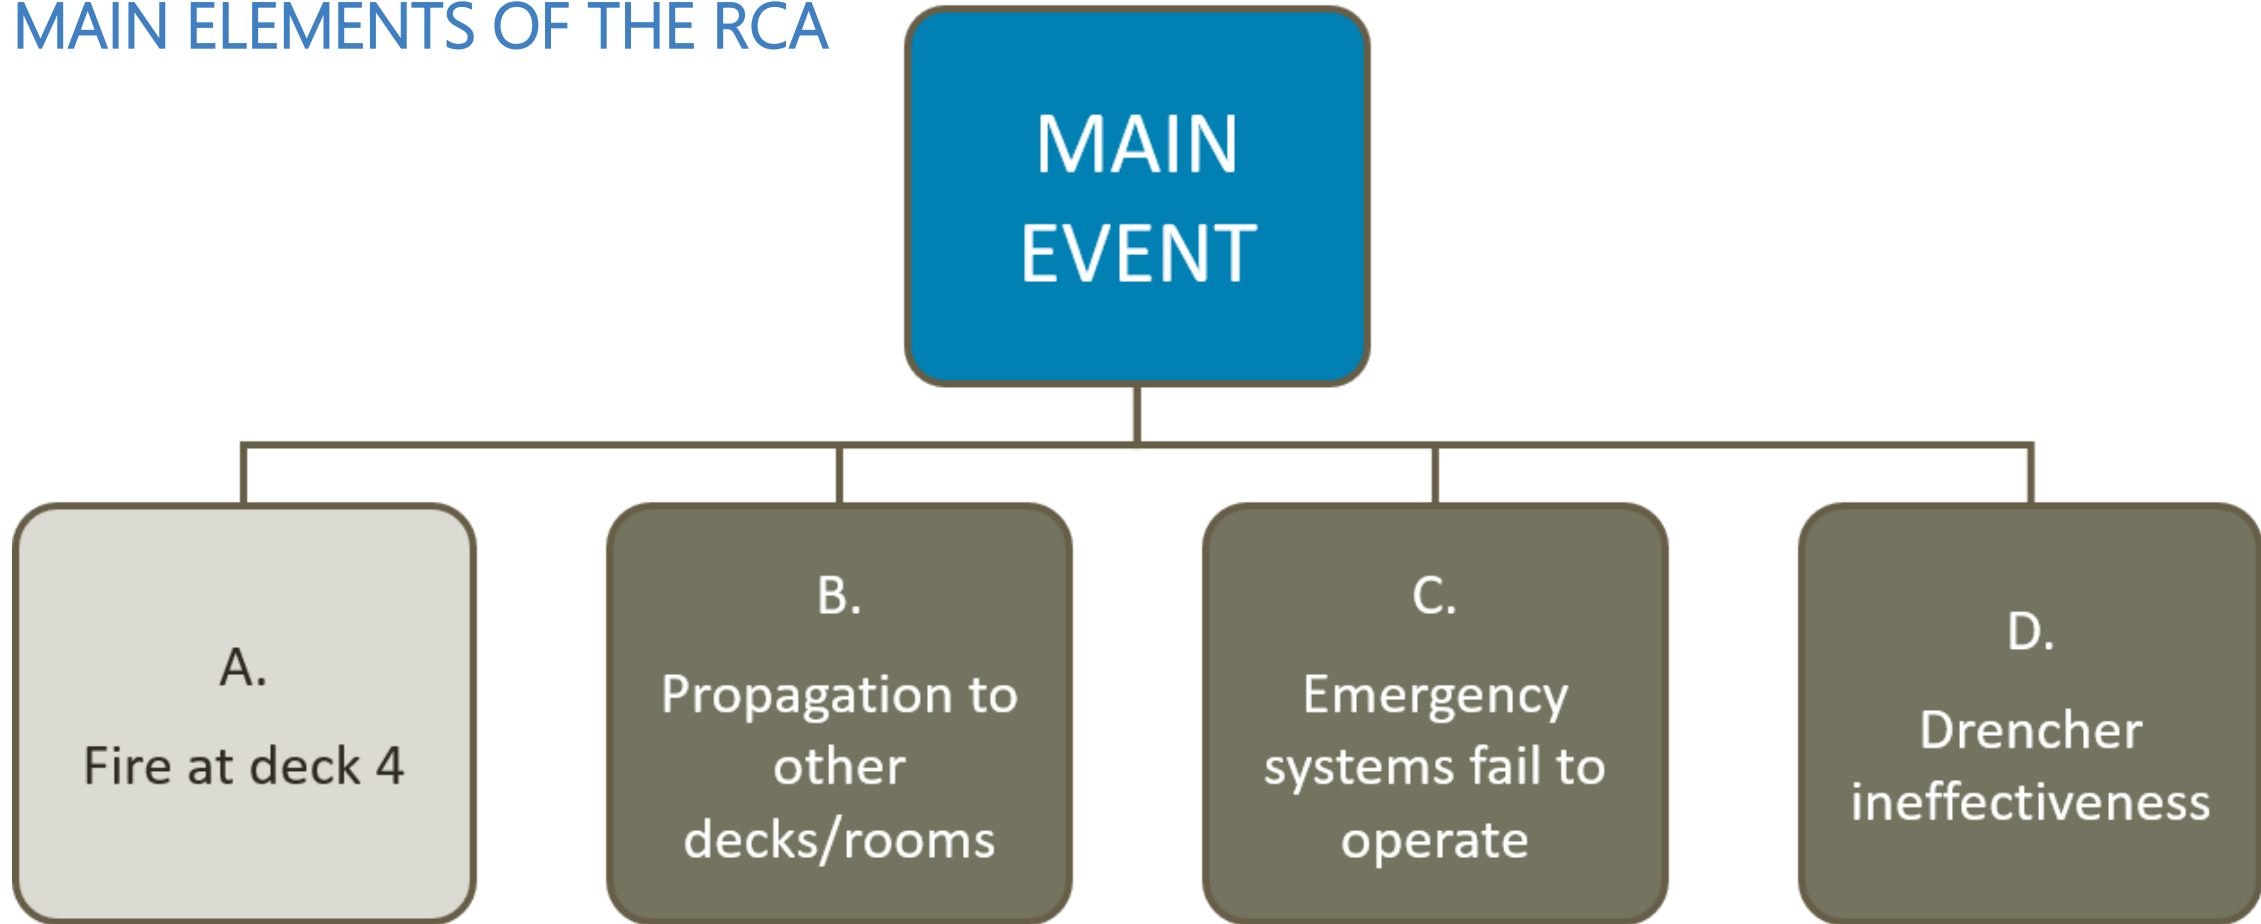 MAIN ELEMENTS OF THE RCA
MAIN
EVENT
A.
Fire at deck 4
B.
Propagation to
other
decks/rooms
C.
Emergency
systems fail to
operate
D.
Drencher
ineffectiveness